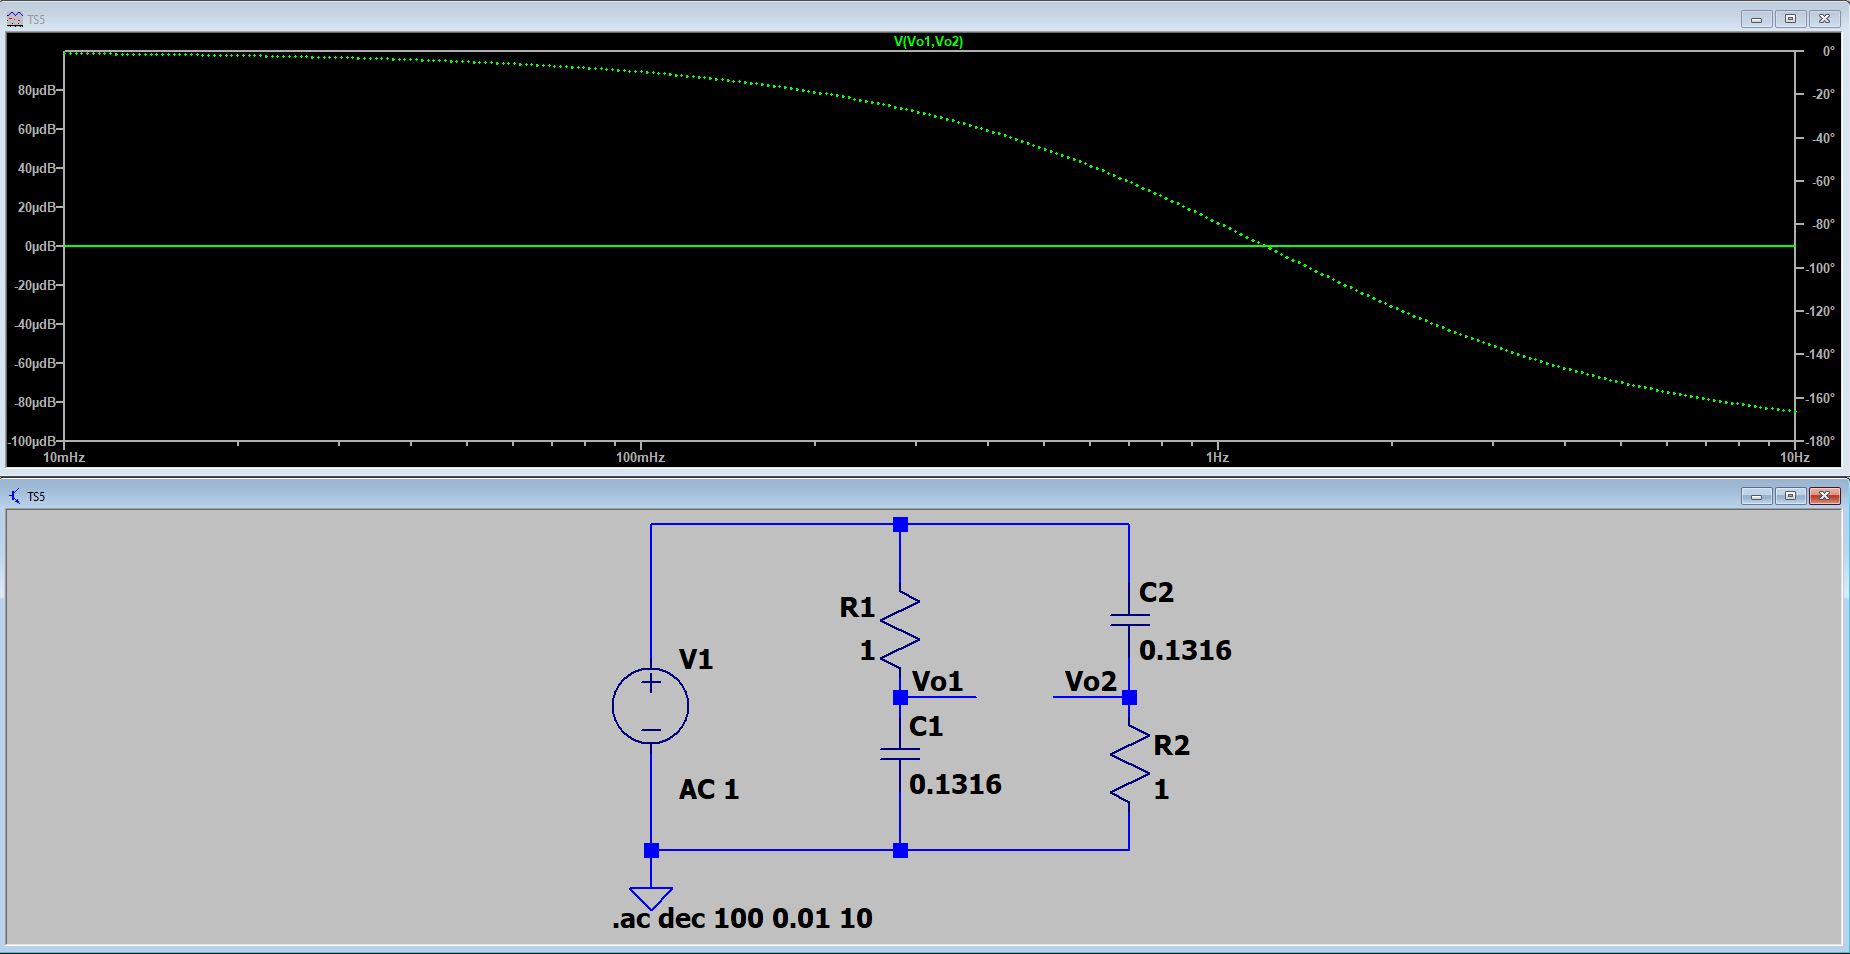 TS5
V(Vo1,Vo2)
80µdB
60µdB
40µdB
20µdB
0µdB
-20µdB
-40µdB
-60µdB
-80µdB
-100µdB
0°
-20°
-40°
-60°
-80°
-100°
-120°
-140°
-160°
-180°
10mHz 100mHz 1Hz 10Hz
TS5
R1
1
C2
0.1316
V1
Vo1
Vo2
C1
0.1316
R2
1
AC 1
.ac dec 100 0.01 10